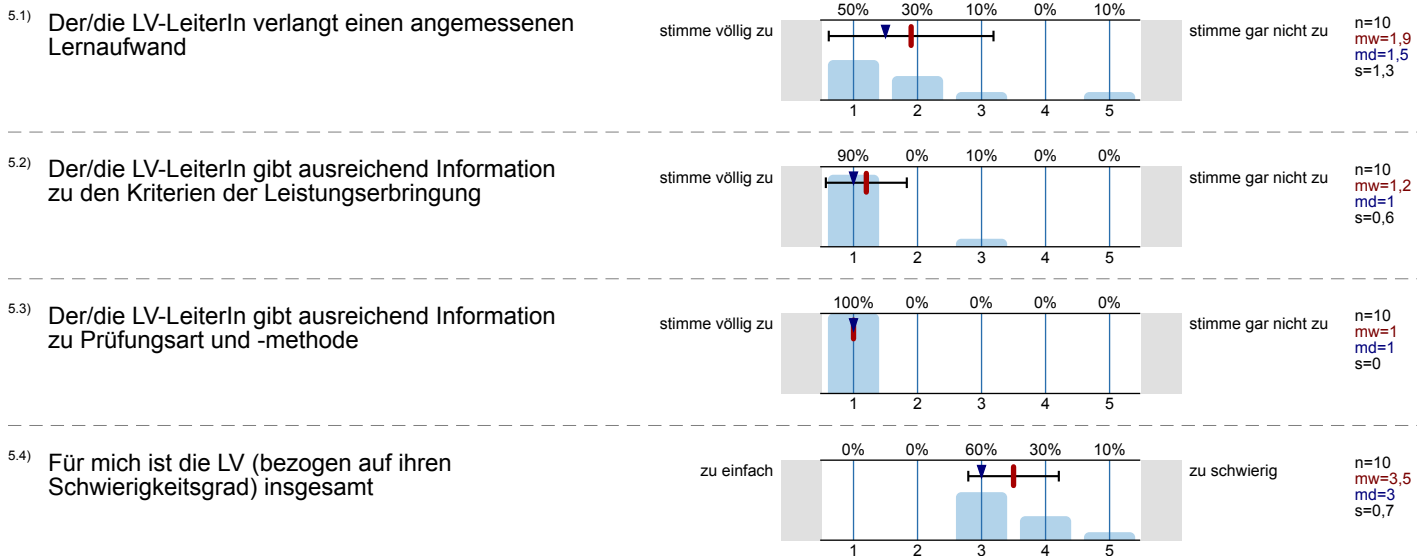 5.1) Der/die LV-LeiterIn verlangt einen angemessenen
Lernaufwand
stimme völlig zu
50% 30% 10% 0% 10%
1 2 3 4 5
stimme gar nicht zu
n=10
mw=1,9
md=1,5
s=1,3
5.2) Der/die LV-LeiterIn gibt ausreichend Information
zu den Kriterien der Leistungserbringung
stimme völlig zu
90% 0% 10% 0% 0%
1 2 3 4 5
stimme gar nicht zu
n=10
mw=1,2
md=1
s=0,6
5.3) Der/die LV-LeiterIn gibt ausreichend Information
zu Prüfungsart und -methode
stimme völlig zu
100% 0% 0% 0% 0%
1 2 3 4 5
stimme gar nicht zu
n=10
mw=1
md=1
s=0
5.4) Für mich ist die LV (bezogen auf ihren
Schwierigkeitsgrad) insgesamt
zu einfach
0% 0% 60% 30% 10%
1 2 3 4 5
zu schwierig
n=10
mw=3,5
md=3
s=0,7